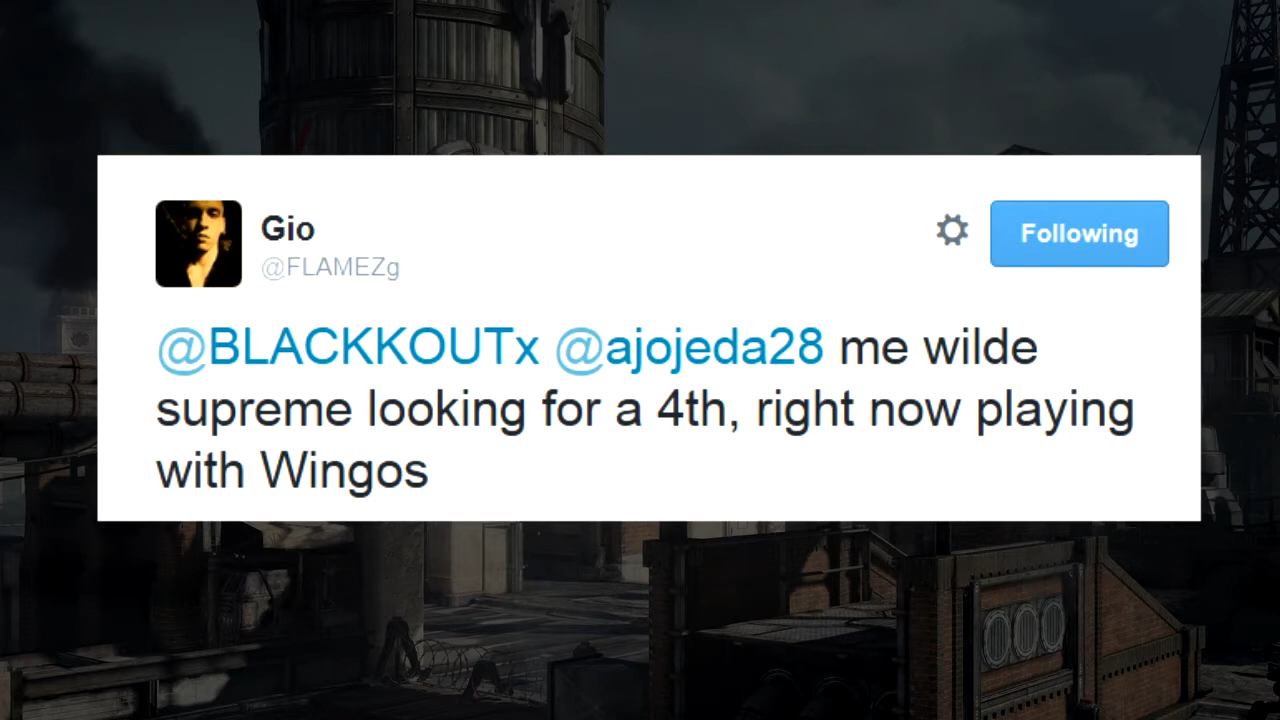 Gio
@FLAMEZg
Following
@BLACKKOUTx @ajojeda28 me wilde
supreme looking for a 4th, right now playing
with Wingos